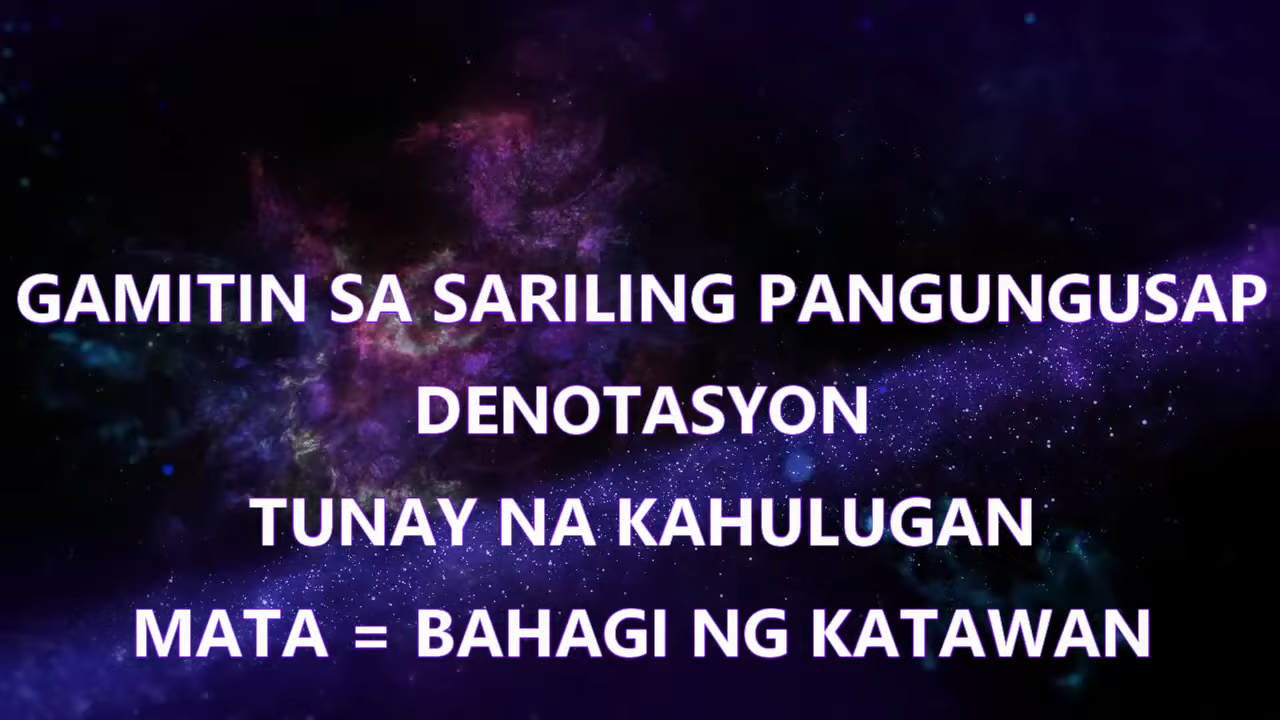 GAMITIN SA SARILING PANGUNGUSAP
DENOTASYON
TUNAY NA KAHULUGAN
MATA = BAHAGI NG KATAWAN